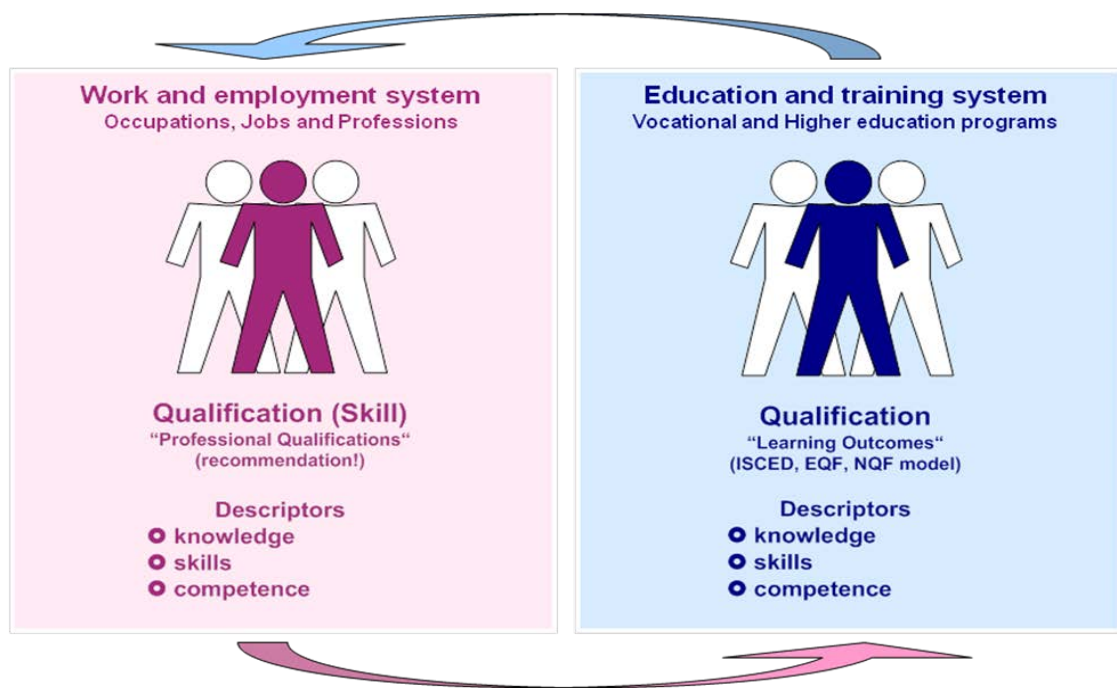 Work and employment system
Occupations, Jobs and Professions
Qualification (Skill)
“Professional Qualifications“
(recommendation!)
Descriptors
knowledge
skills
competence
Education and training system
Vocational and Higher education programs
Qualification
“Learning Outcomes“
(ISCED, EQF, NQF model)
Descriptors
knowledge
skills
competence